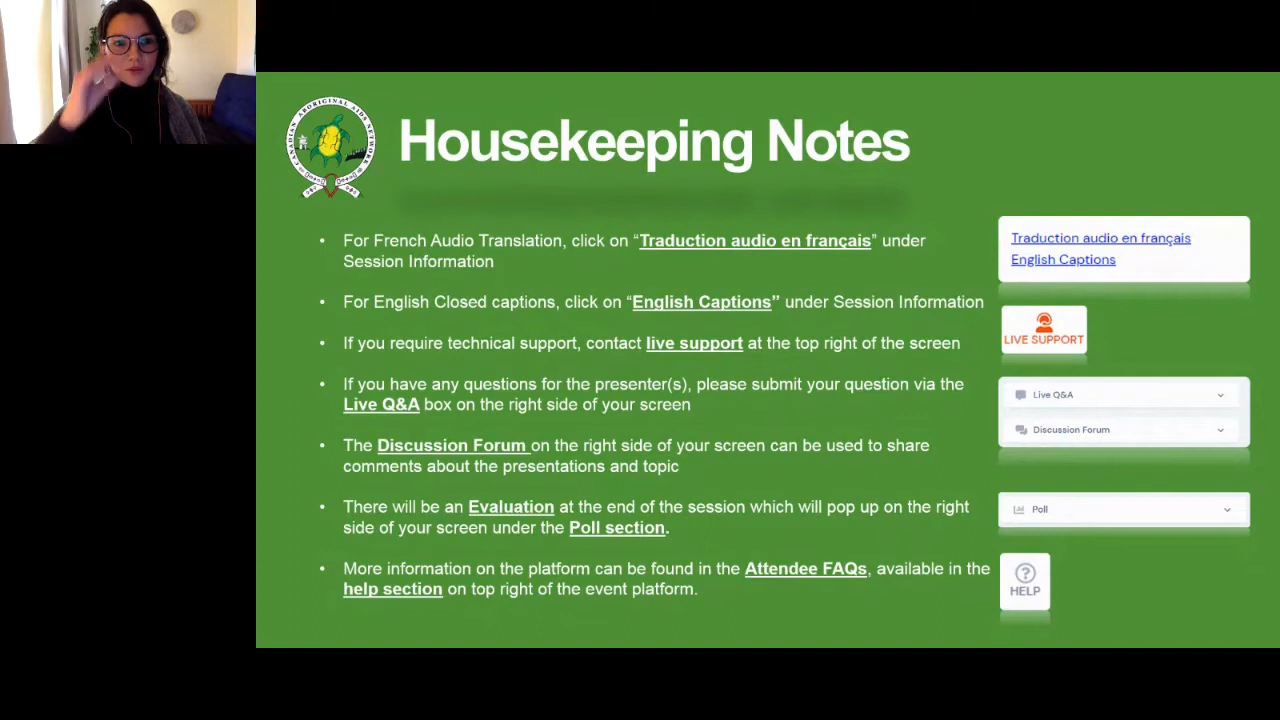 CANADIAN ABORIGINAL AIDS NETWORK
Housekeeping Notes
• For French Audio Translation, click on “Traduction audio en français” under
Session Information
• For English Closed captions, click on “English Captions” under Session Information
• If you require technical support, contact live support at the top right of the screen
• If you have any questions for the presenter(s), please submit your question via the
Live Q&A box on the right side of your screen
• The Discussion Forum on the right side of your screen can be used to share
comments about the presentations and topic
• There will be an Evaluation at the end of the session which will pop up on the right
side of your screen under the Poll section.
• More information on the platform can be found in the Attendee FAQs, available in the
help section on top right of the event platform.
Traduction audio en français
English Captions
LIVE SUPPORT
Live Q&A
Discussion Forum
Poll
HELP